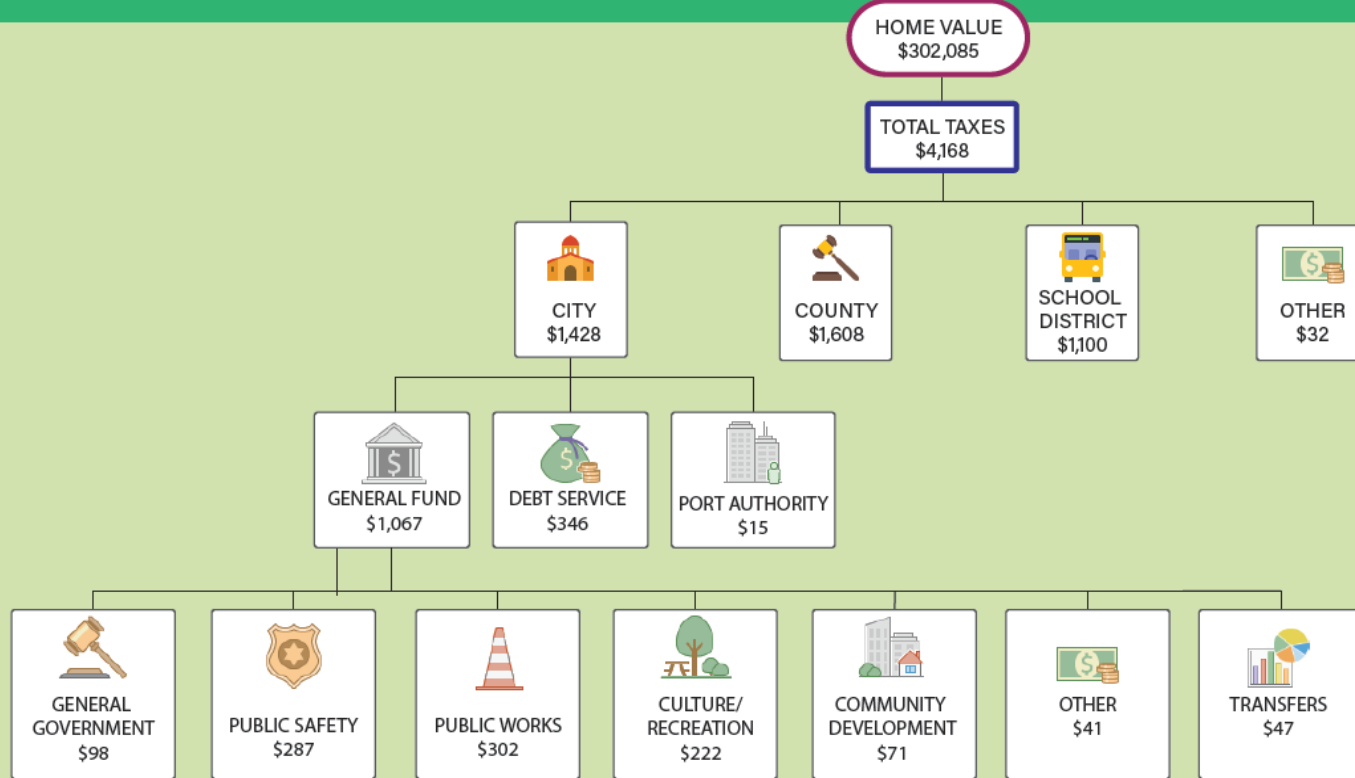 HOME VALUE
$302,085
TOTAL TAXES
$4,168
CITY
$1,428
COUNTY
$1,608
SCHOOL
DISTRICT
$1,100
OTHER
$32
GENERAL FUND
$1,067
DEBT SERVICE
$346
PORT AUTHORITY
$15
GENERAL
GOVERNMENT
$98
PUBLIC SAFETY
$287
PUBLIC WORKS
$302
CULTURE/
RECREATION
$222
COMMUNITY
DEVELOPMENT
$71
OTHER
$41
TRANSFERS
$47